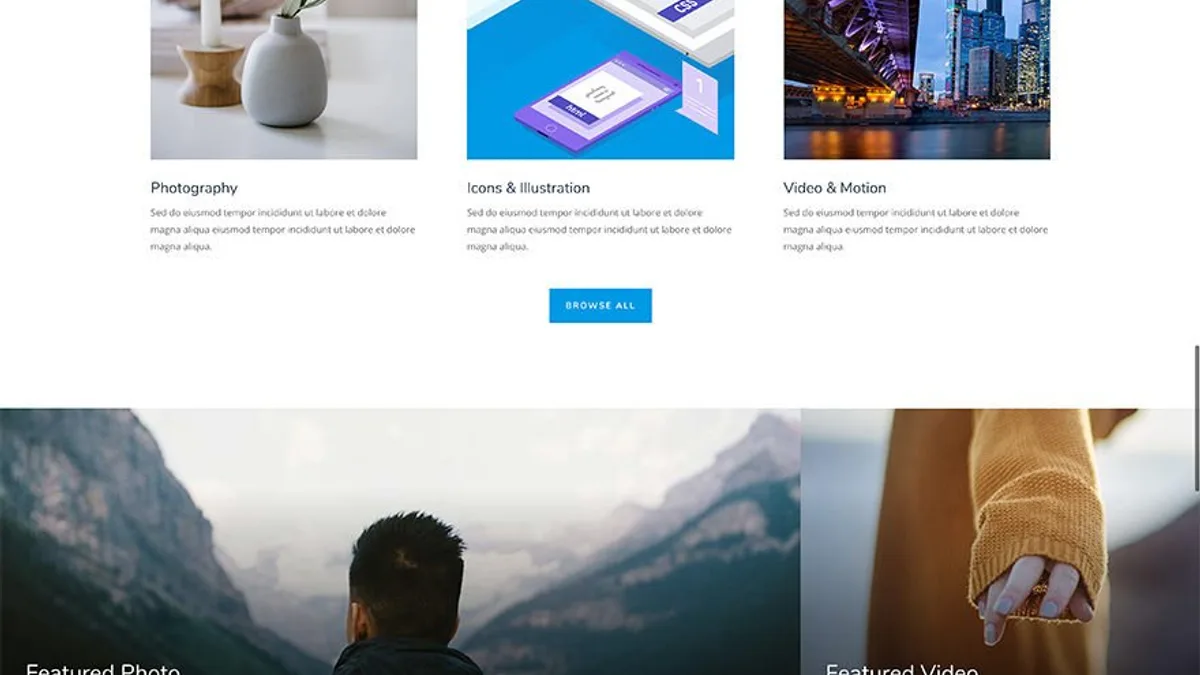 CSS
1
html
Photography
Icons & Illustration
Video & Motion
Sed do eiusmod tempor incididunt ut labore et dolore
magna aliqua eiusmod tempor incididunt ut labore et dolore
magna aliqua.
Sed do eiusmod tempor incididunt ut labore et dolore
magna aliqua eiusmod tempor incididunt ut labore et dolore
magna aliqua.
Sed do eiusmod tempor incididunt ut labore et dolore
magna aliqua eiusmod tempor incididunt ut labore et dolore
magna aliqua.
BROWSE ALL
Featured Photo
Featured Video